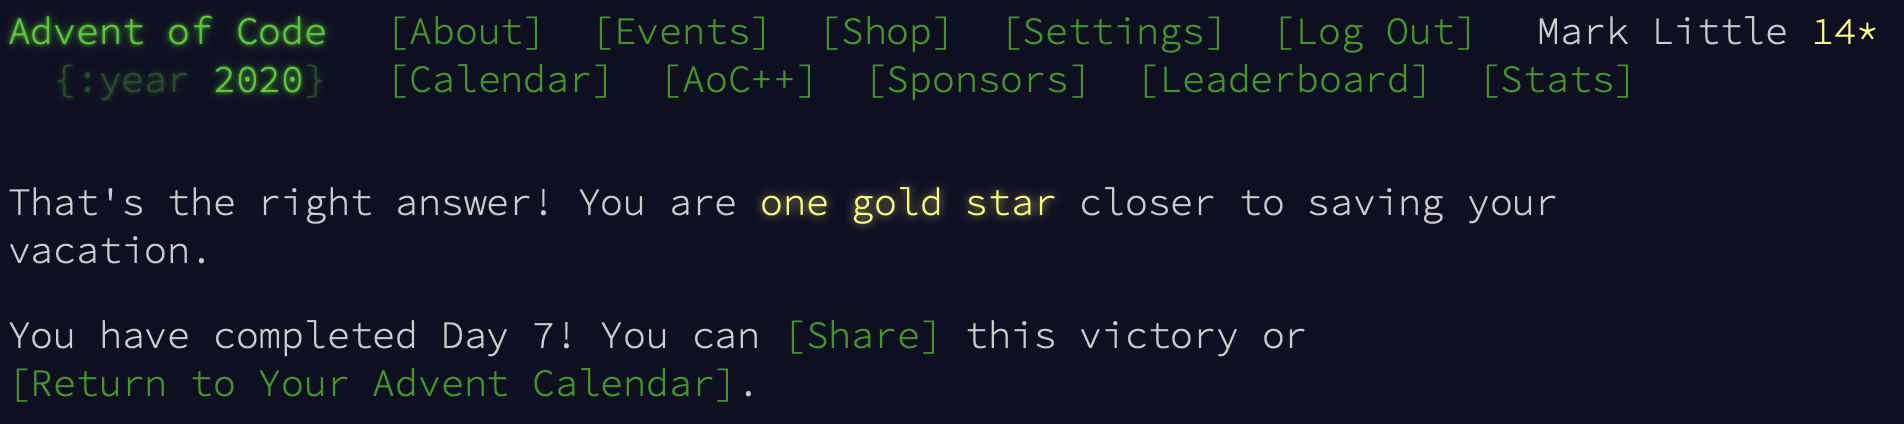 Advent of Code [About] [Events] [Shop] [Settings] [Log Out] Mark Little 14*
{:year 2020} [Calendar] [AoC++] [Sponsors] [Leaderboard] [Stats]
That's the right answer! You are one gold star closer to saving your
vacation.
You have completed Day 7! You can [Share] this victory or
[Return to Your Advent Calendar].